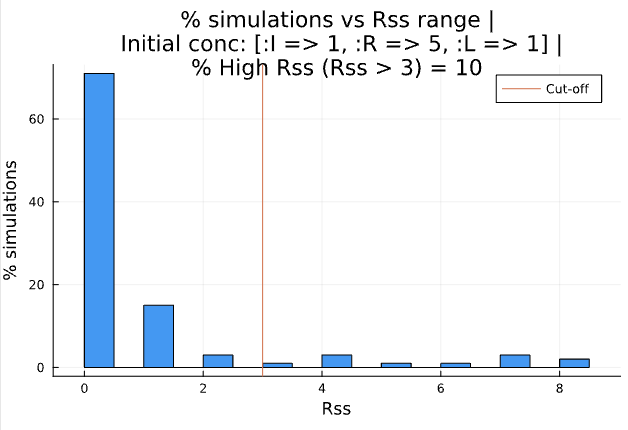 % simulations vs Rss range |
Initial conc: [:I => 1, :R => 5, :L => 1] |
% High Rss (Rss > 3) = 10
Cut-off
% simulations
60
40
20
0
0 2 4 6 8
Rss